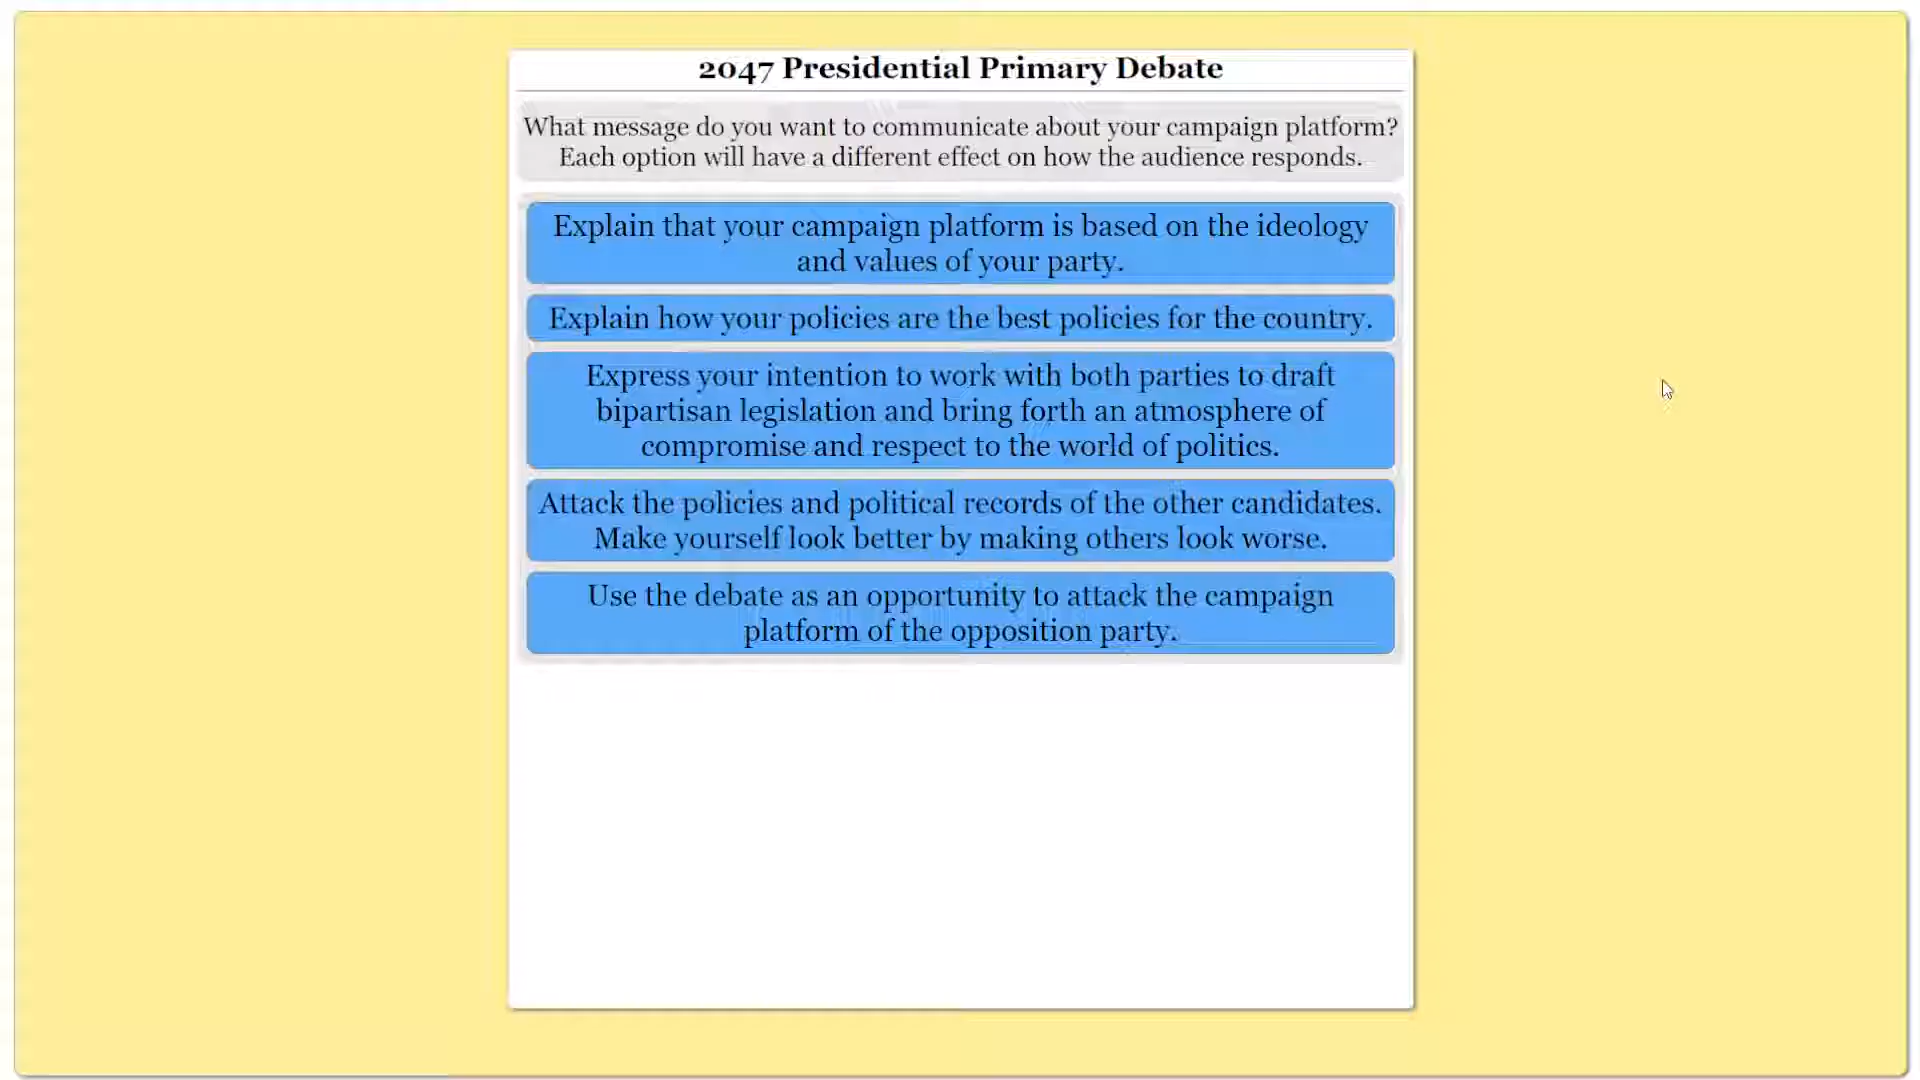 2047 Presidential Primary Debate
What message do you want to communicate about your campaign platform?
Each option will have a different effect on how the audience responds.
Explain that your campaign platform is based on the ideology
and values of your party.
Explain how your policies are the best policies for the country.
Express your intention to work with both parties to draft
bipartisan legislation and bring forth an atmosphere of
compromise and respect to the world of politics.
Attack the policies and political records of the other candidates.
Make yourself look better by making others look worse.
Use the debate as an opportunity to attack the campaign
platform of the opposition party.